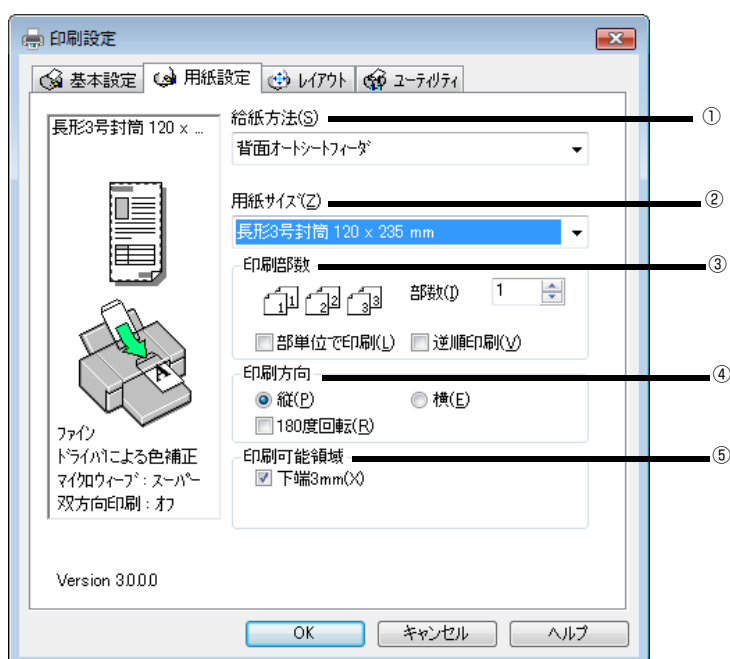 印刷設定
基本設定 用紙設定 レイアウト ユーティリティ
長形3号封筒 120 x ...
ファイン
ドライバによる色補正
マイクロウィーブ : スーパー
双方向印刷 : オフ
Version 3.0.0.0
給紙方法(S) ①
背面オートシートフィーダ
用紙サイズ(Z) ②
長形3号封筒 120 x 235 mm
印刷部数 ③
1 1 2 2 3 3 部数(I) 1
部単位で印刷(L) 逆順印刷(V)
印刷方向 ④
縦(P) 横(E)
180度回転(R)
印刷可能領域 ⑤
下端3mm(X)
OK キャンセル ヘルプ